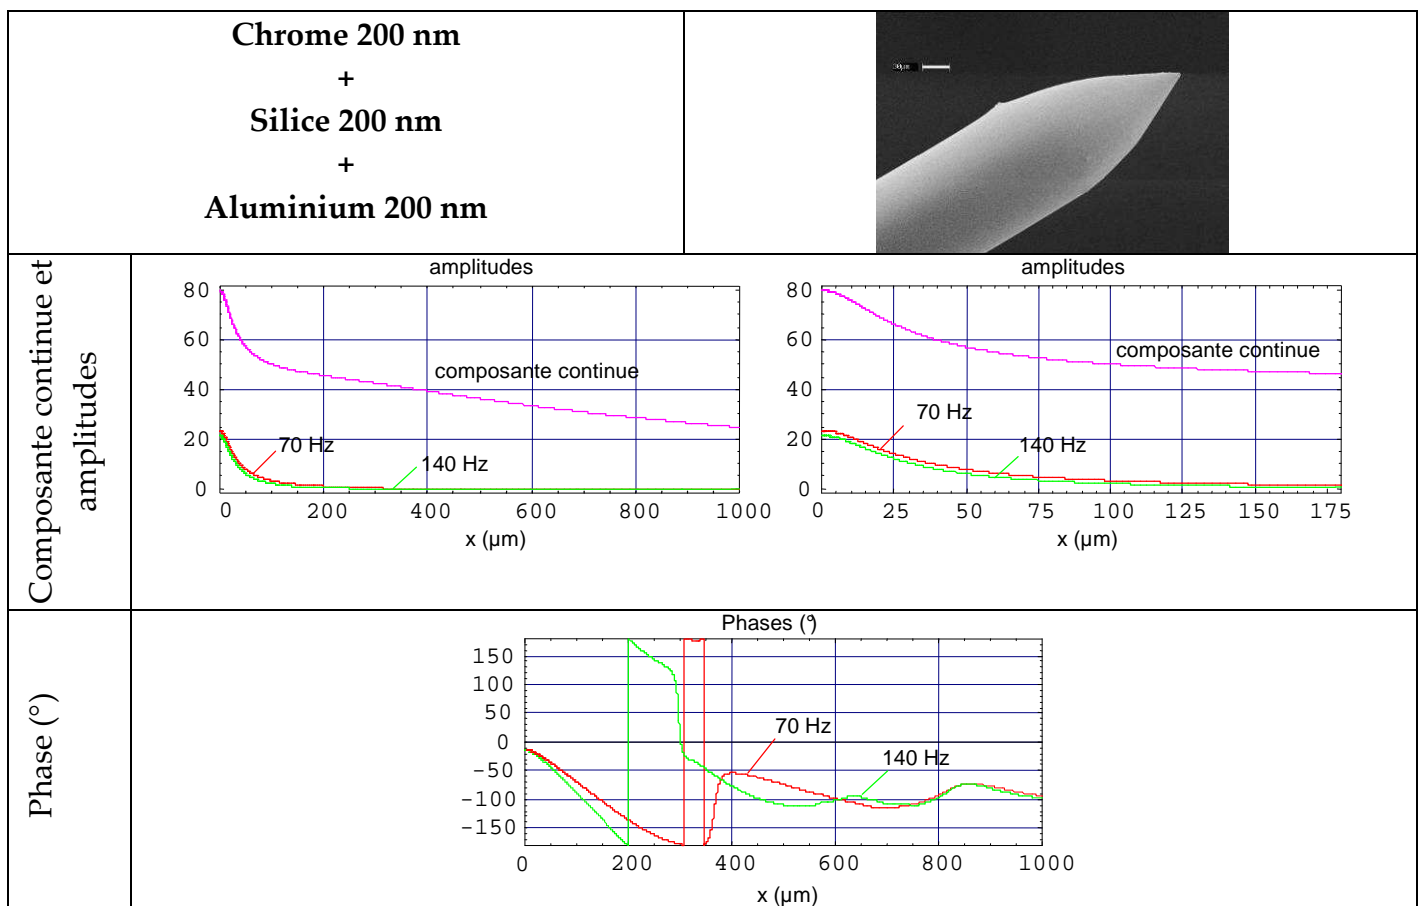 Chrome 200 nm
+
Silice 200 nm
+
Aluminium 200 nm
Composante continue et
amplitudes
amplitudes
80
60
40
20
0
composante continue
70 Hz
140 Hz
0 200 400 600 800 1000
x (µm)
amplitudes
80
60
40
20
0
composante continue
70 Hz
140 Hz
0 25 50 75 100 125 150 175
x (µm)
Phase (°)
Phases (°)
150
100
50
0
-50
-100
-150
70 Hz
140 Hz
0 200 400 600 800 1000
x (µm)